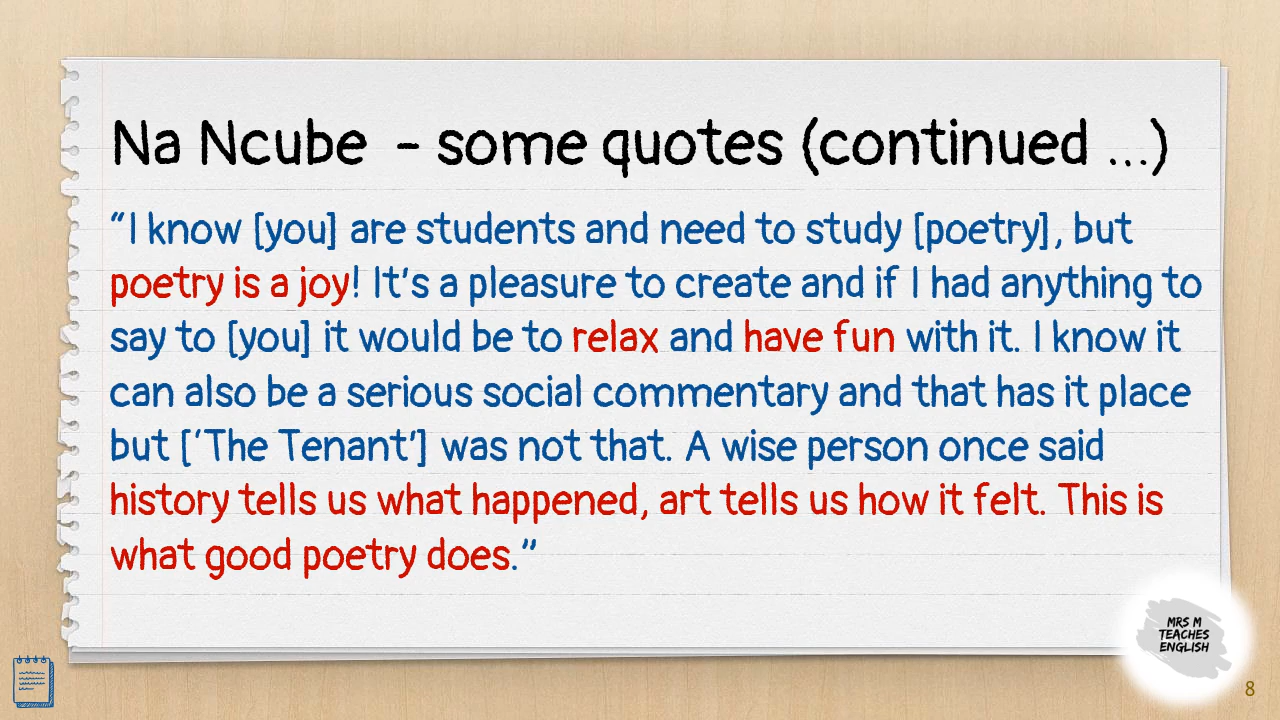 Na Ncube - some quotes (continued ...)
“I know [you] are students and need to study [poetry], but
poetry is a joy! It's a pleasure to create and if I had anything to
say to [you] it would be to relax and have fun with it. I know it
can also be a serious social commentary and that has it place
but ['The Tenant'] was not that. A wise person once said
history tells us what happened, art tells us how it felt. This is
what good poetry does.”
MRS M
TEACHES
ENGLISH
8